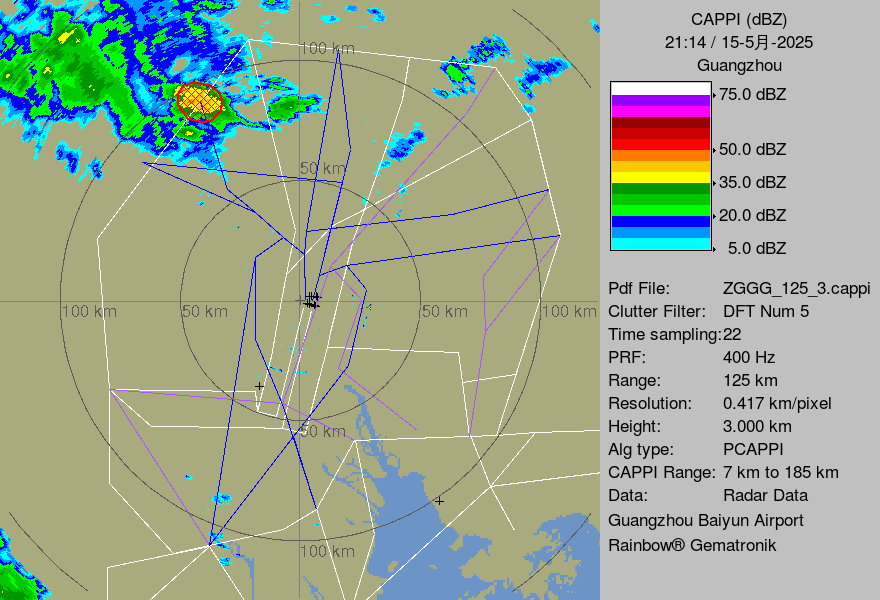 CAPPI (dBZ)
21:14 / 15-5月-2025
Guangzhou
75.0 dBZ
50.0 dBZ
35.0 dBZ
20.0 dBZ
5.0 dBZ
Pdf File: ZGGG_125_3.cappi
Clutter Filter: DFT Num 5
Time sampling:22
PRF: 400 Hz
Range: 125 km
Resolution: 0.417 km/pixel
Height: 3.000 km
Alg type: PCAPPI
CAPPI Range: 7 km to 185 km
Data: Radar Data
Guangzhou Baiyun Airport
Rainbow® Gematronik
100 km
50 km
100 km
50 km
50 km
100 km
50 km
100 km